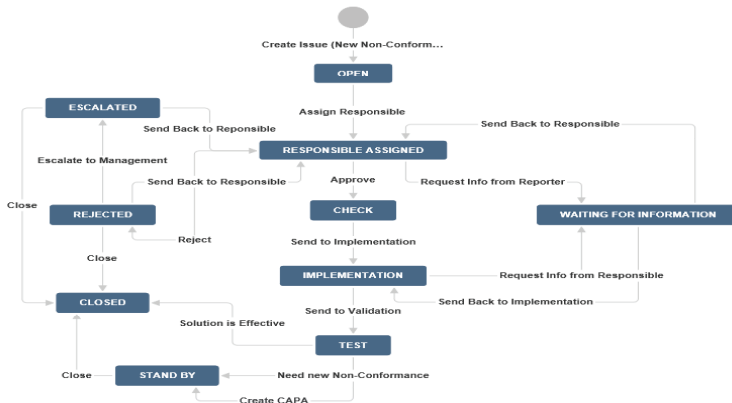 Create Issue (New Non-Conform...
OPEN
ESCALATED
Assign Responsible
Send Back to Reponsible
Send Back to Responsible
RESPONSIBLE ASSIGNED
Escalate to Management
Approve
Send Back to Responsible
Request Info from Reporter
Close
REJECTED
CHECK
WAITING FOR INFORMATION
Reject
Send to Implementation
Close
IMPLEMENTATION
Request Info from Responsible
CLOSED
Send Back to Implementation
Send to Validation
Solution is Effective
TEST
STAND BY
Close
Need new Non-Conformance
Create CAPA